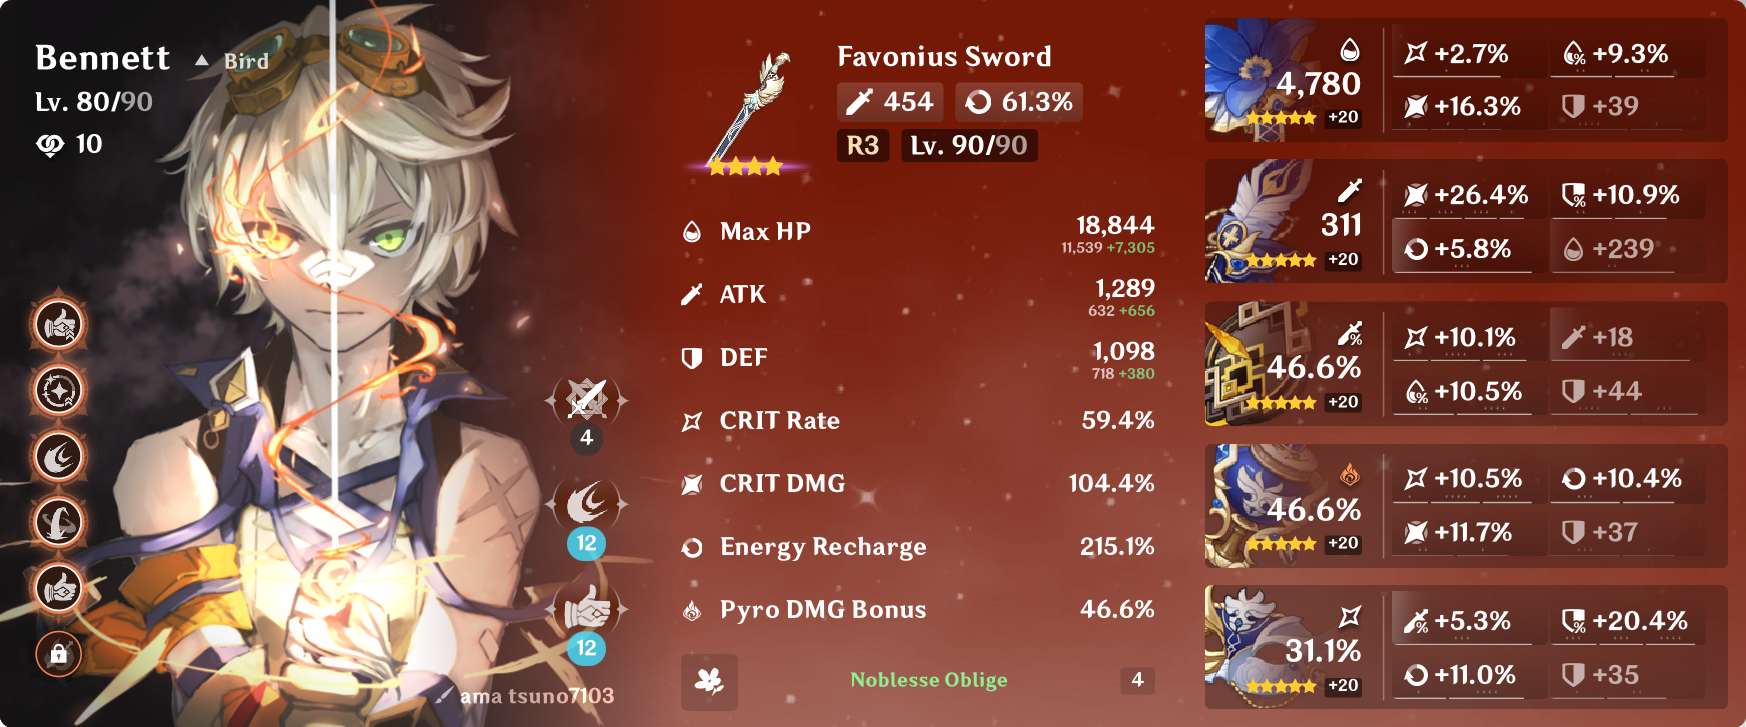 Bennett ▲ Bird
Lv. 80/90
10
4
12
12
ama tsuno7103
Favonius Sword
454 61.3%
R3 Lv. 90/90
Max HP 18,844
11,539 +7,305
ATK 1,289
632 +656
DEF 1,098
718 +380
CRIT Rate 59.4%
CRIT DMG 104.4%
Energy Recharge 215.1%
Pyro DMG Bonus 46.6%
Noblesse Oblige 4
4,780
+20
+2.7% +9.3%
+16.3% +39
311
+20
+26.4% +10.9%
+5.8% +239
46.6%
+20
+10.1% +18
+10.5% +44
46.6%
+20
+10.5% +10.4%
+11.7% +37
31.1%
+20
+5.3% +20.4%
+11.0% +35